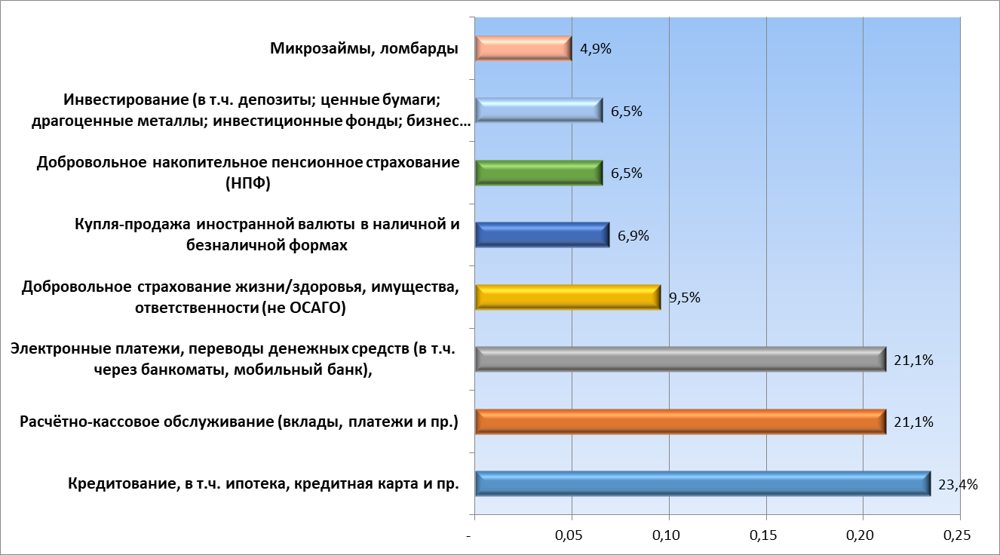 Микрозаймы, ломбарды
4,9%
Инвестирование (в т.ч. депозиты; ценные бумаги;
драгоценные металлы; инвестиционные фонды; бизнес…
6,5%
Добровольное накопительное пенсионное страхование
(НПФ)
6,5%
Купля-продажа иностранной валюты в наличной и
безналичной формах
6,9%
Добровольное страхование жизни/здоровья, имущества,
ответственности (не ОСАГО)
9,5%
Электронные платежи, переводы денежных средств (в т.ч.
через банкоматы, мобильный банк),
21,1%
Расчётно-кассовое обслуживание (вклады, платежи и пр.)
21,1%
Кредитование, в т.ч. ипотека, кредитная карта и пр.
23,4%
- 0,05 0,10 0,15 0,20 0,25